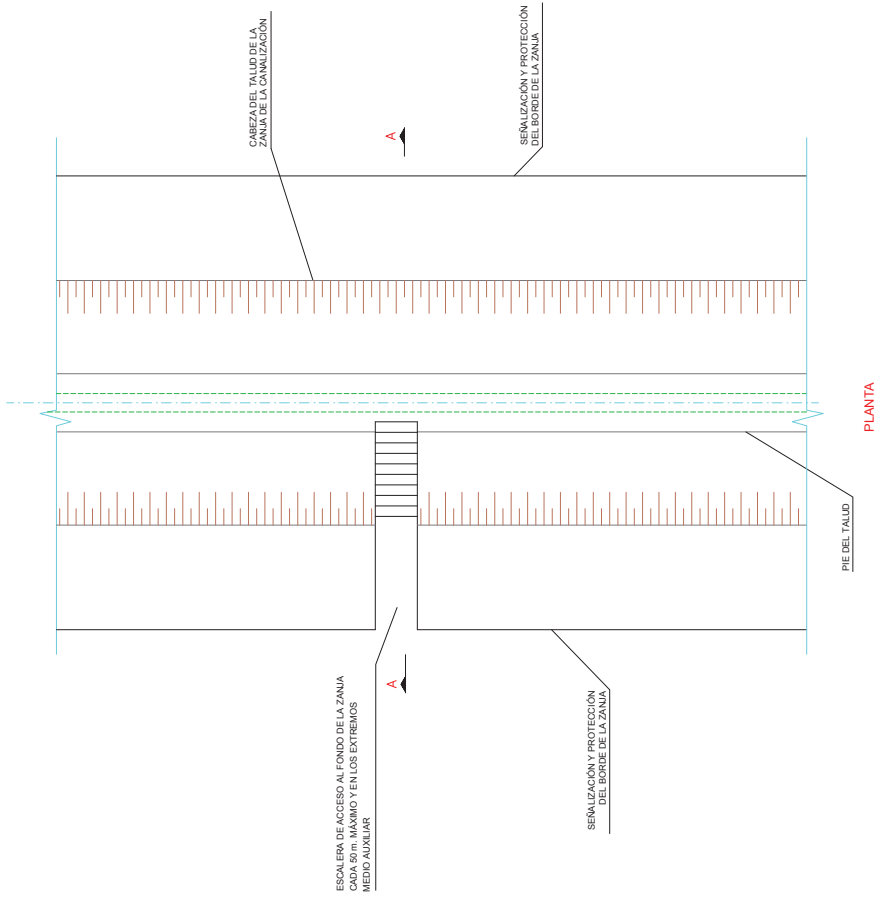 CABEZA DEL TALUD DE LA
ZANJA DE LA CANALIZACIÓN
SEÑALIZACIÓN Y PROTECCIÓN
DEL BORDE DE LA ZANJA
A
A
ESCALERA DE ACCESO AL FONDO DE LA ZANJA
CADA 50 m. MÁXIMO Y EN LOS EXTREMOS
MEDIO AUXILIAR
SEÑALIZACIÓN Y PROTECCIÓN
DEL BORDE DE LA ZANJA
PIE DEL TALUD
PLANTA